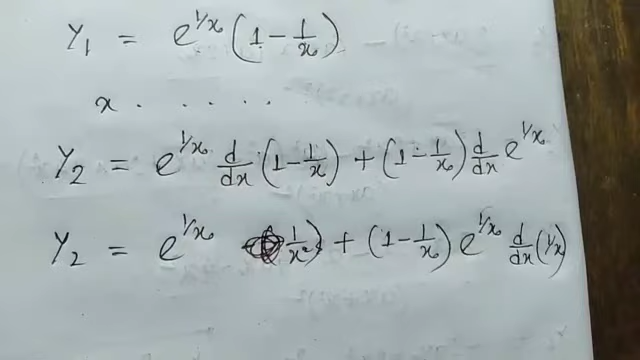 y₁ = e^{1/x} (1 - 1/x)
x . . . . . .
y₂ = e^{1/x} d/dx (1 - 1/x) + (1 - 1/x) d/dx e^{1/x}
y₂ = e^{1/x} (1/x²) + (1 - 1/x) e^{1/x} d/dx (1/x)